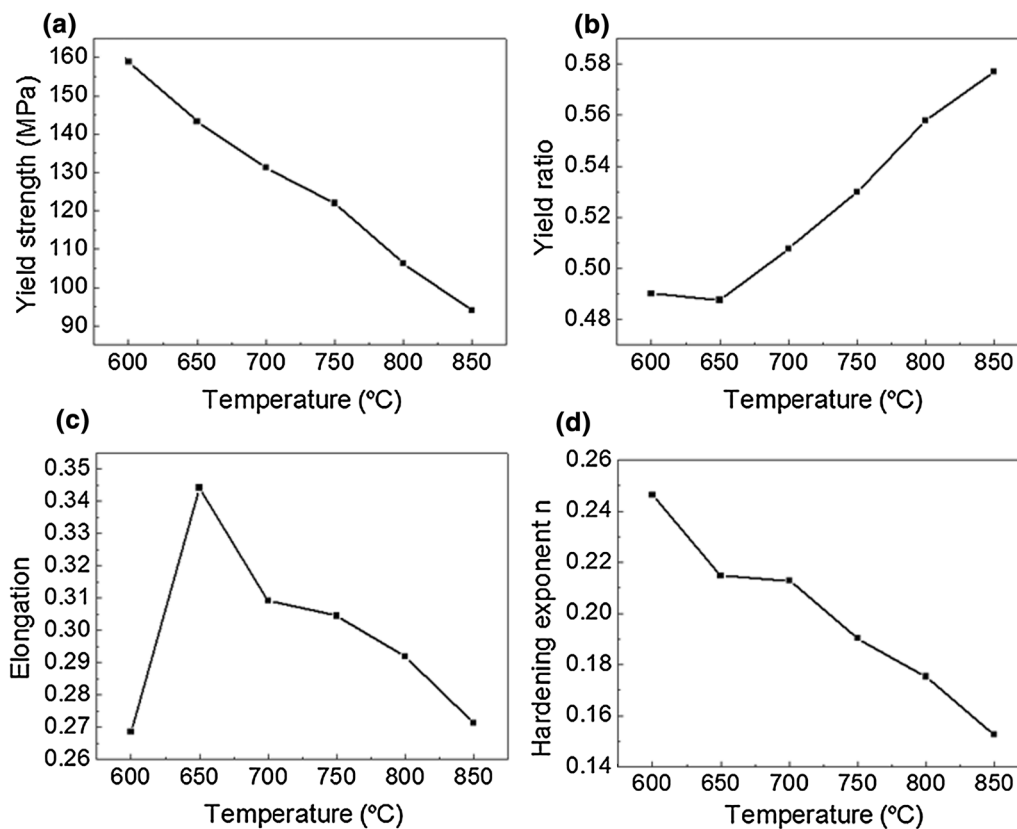 (a)
Yield strength (MPa)
160
150
140
130
120
110
100
90
600 650 700 750 800 850
Temperature (ºC)
(b)
Yield ratio
0.58
0.56
0.54
0.52
0.50
0.48
600 650 700 750 800 850
Temperature (ºC)
(c)
Elongation
0.35
0.34
0.33
0.32
0.31
0.30
0.29
0.28
0.27
0.26
600 650 700 750 800 850
Temperature (ºC)
(d)
Hardening exponent n
0.26
0.24
0.22
0.20
0.18
0.16
0.14
600 650 700 750 800 850
Temperature (ºC)